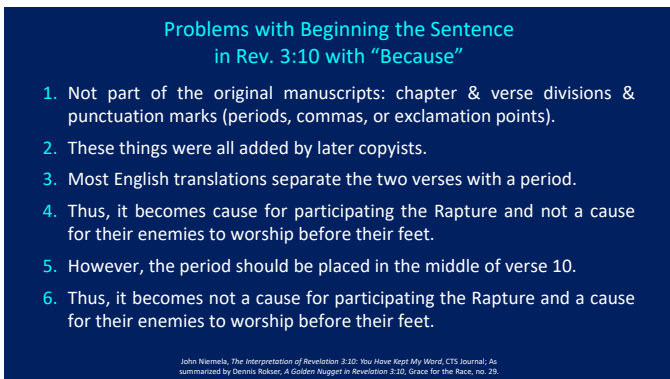 Problems with Beginning the Sentence
in Rev. 3:10 with “Because”
1. Not part of the original manuscripts: chapter & verse divisions &
punctuation marks (periods, commas, or exclamation points).
2. These things were all added by later copyists.
3. Most English translations separate the two verses with a period.
4. Thus, it becomes cause for participating the Rapture and not a cause
for their enemies to worship before their feet.
5. However, the period should be placed in the middle of verse 10.
6. Thus, it becomes not a cause for participating the Rapture and a cause
for their enemies to worship before their feet.
John Niemela, The Interpretation of Revelation 3:10: You Have Kept My Word, CTS Journal; As
summarized by Dennis Rokser, A Golden Nugget in Revelation 3:10, Grace for the Race, no. 29.